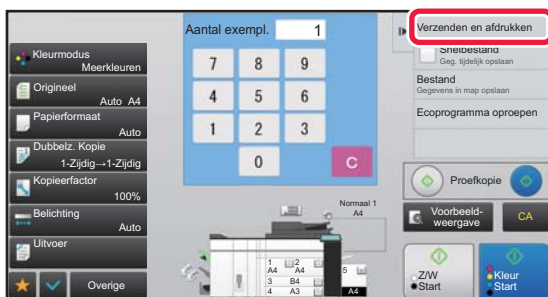 Kleurmodus
Meerkleuren
Origineel
Auto A4
Papierformaat
Auto
Dubbelz. Kopie
1-Zijdig→1-Zijdig
Kopieerfactor
100%
Belichting
Auto
Uitvoer
Overige
Aantal exempl. 1
7 8 9
4 5 6
1 2 3
0 C
Normaal 1
A4
1 2
A4 A4
3 B4
4 A3
5
A4
Verzenden en afdrukken
Snelbestand
Geg. tijdelijk opslaan
Bestand
Gegevens in map opslaan
Ecoprogramma oproepen
Proefkopie
Voorbeeld-
weergave
CA
Z/W
Start
Kleur
Start